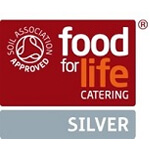 SOIL ASSOCIATION
APPROVED
food
for life
CATERING
®
SILVER